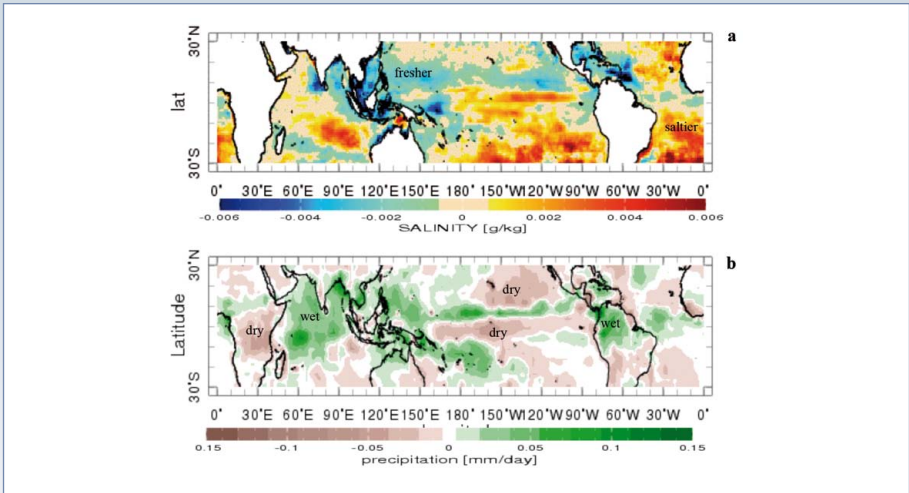 a
30˚N
lat
30˚S
fresher
saltier
0˚ 30˚E 60˚E 90˚E 120˚E 150˚E 180˚ 150˚W 120˚W 90˚W 60˚W 30˚W 0˚
-0.006 -0.004 -0.002 0 0.002 0.004 0.006
SALINITY [g/kg]
b
30˚N
Latitude
30˚S
dry
wet
dry
dry
wet
0˚ 30˚E 60˚E 90˚E 120˚E 150˚E 180˚ 150˚W 120˚W 90˚W 60˚W 30˚W 0˚
0.15 -0.1 -0.05 0 0.05 0.1 0.15
precipitation [mm/day]